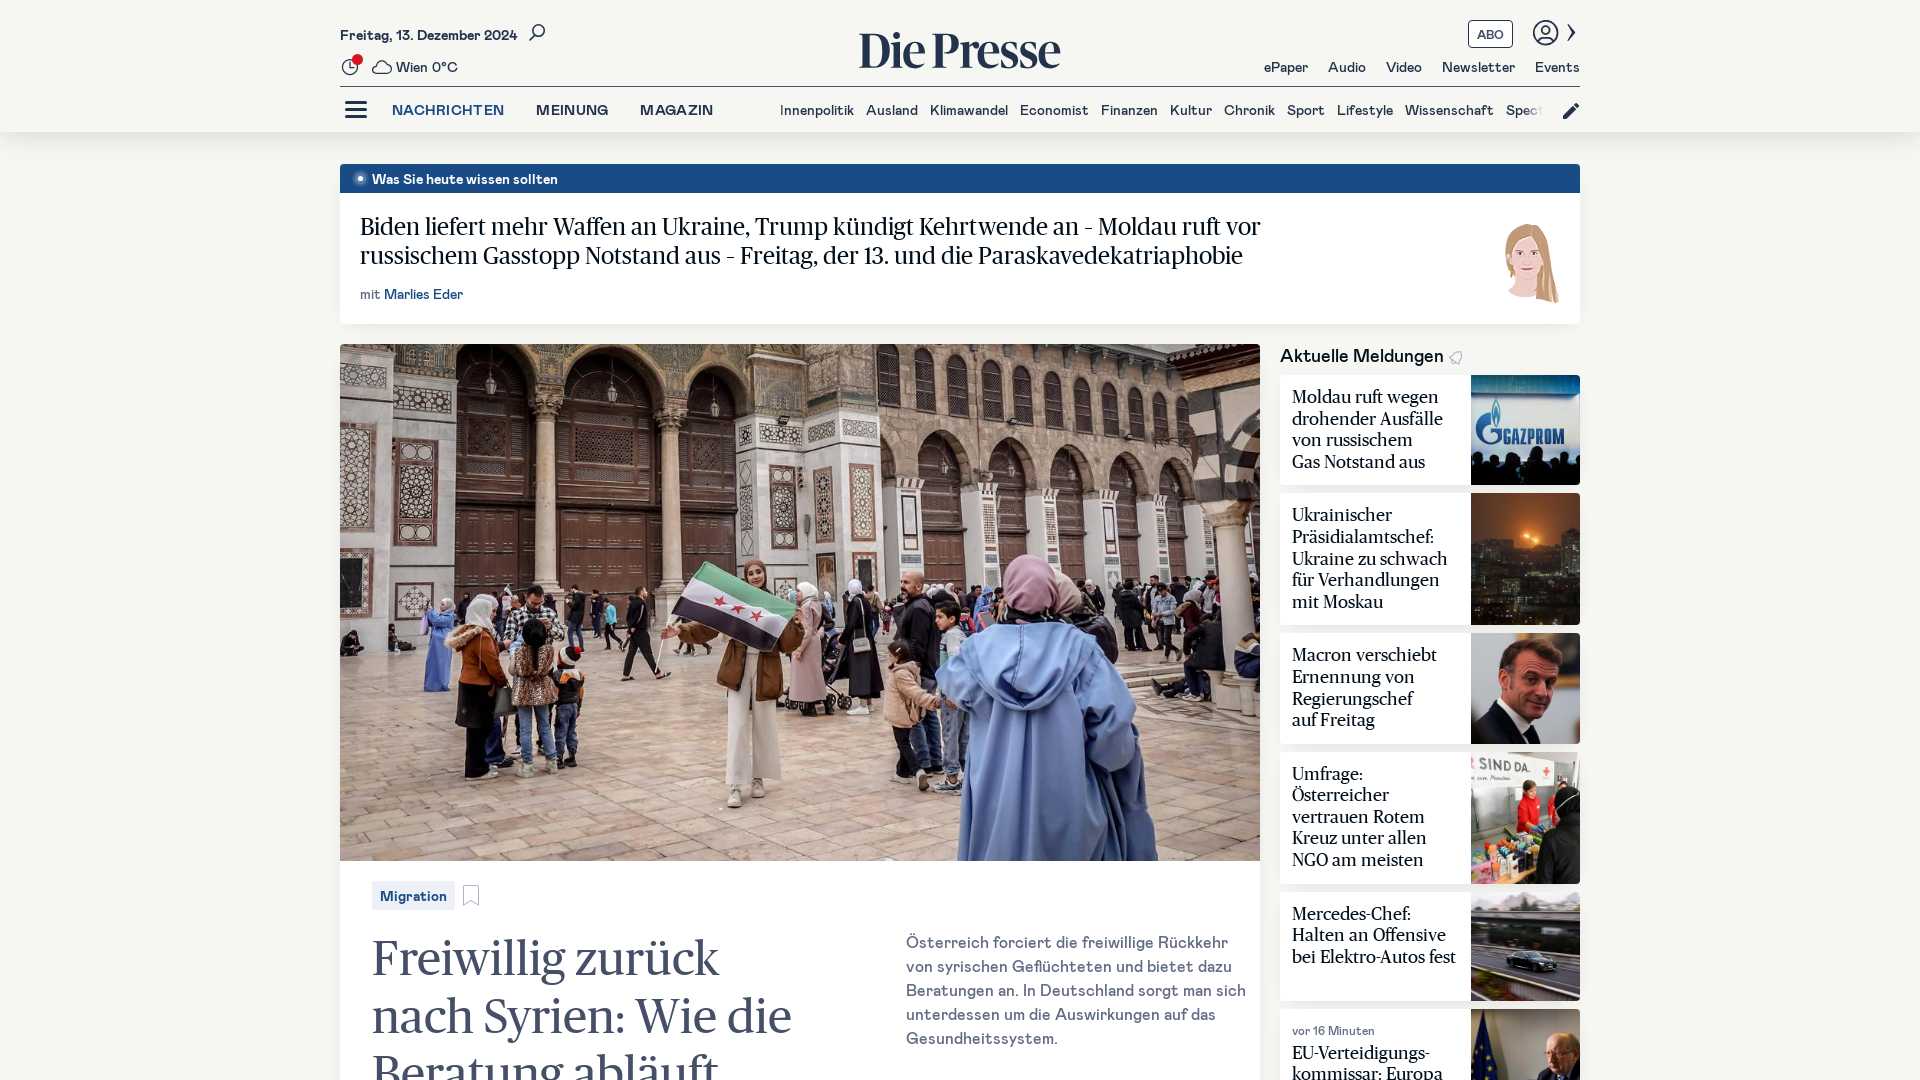 Freitag, 13. Dezember 2024
Wien 0°C
Die Presse
ABO
ePaper Audio Video Newsletter Events
NACHRICHTEN MEINUNG MAGAZIN
Innenpolitik Ausland Klimawandel Economist Finanzen Kultur Chronik Sport Lifestyle Wissenschaft Spect
Was Sie heute wissen sollten
Biden liefert mehr Waffen an Ukraine, Trump kündigt Kehrtwende an – Moldau ruft vor
russischem Gasstopp Notstand aus – Freitag, der 13. und die Paraskavedekatriaphobie
mit Marlies Eder
Migration
Freiwillig zurück
nach Syrien: Wie die
Beratung abläuft
Österreich forciert die freiwillige Rückkehr
von syrischen Geflüchteten und bietet dazu
Beratungen an. In Deutschland sorgt man sich
unterdessen um die Auswirkungen auf das
Gesundheitssystem.
Aktuelle Meldungen
Moldau ruft wegen
drohender Ausfälle
von russischem
Gas Notstand aus
GAZPROM
Ukrainischer
Präsidialamtschef:
Ukraine zu schwach
für Verhandlungen
mit Moskau
Macron verschiebt
Ernennung von
Regierungschef
auf Freitag
Umfrage:
Österreicher
vertrauen Rotem
Kreuz unter allen
NGO am meisten
SIND DA.
Mercedes-Chef:
Halten an Offensive
bei Elektro-Autos fest
vor 16 Minuten
EU-Verteidigungs-
kommissar: Europa